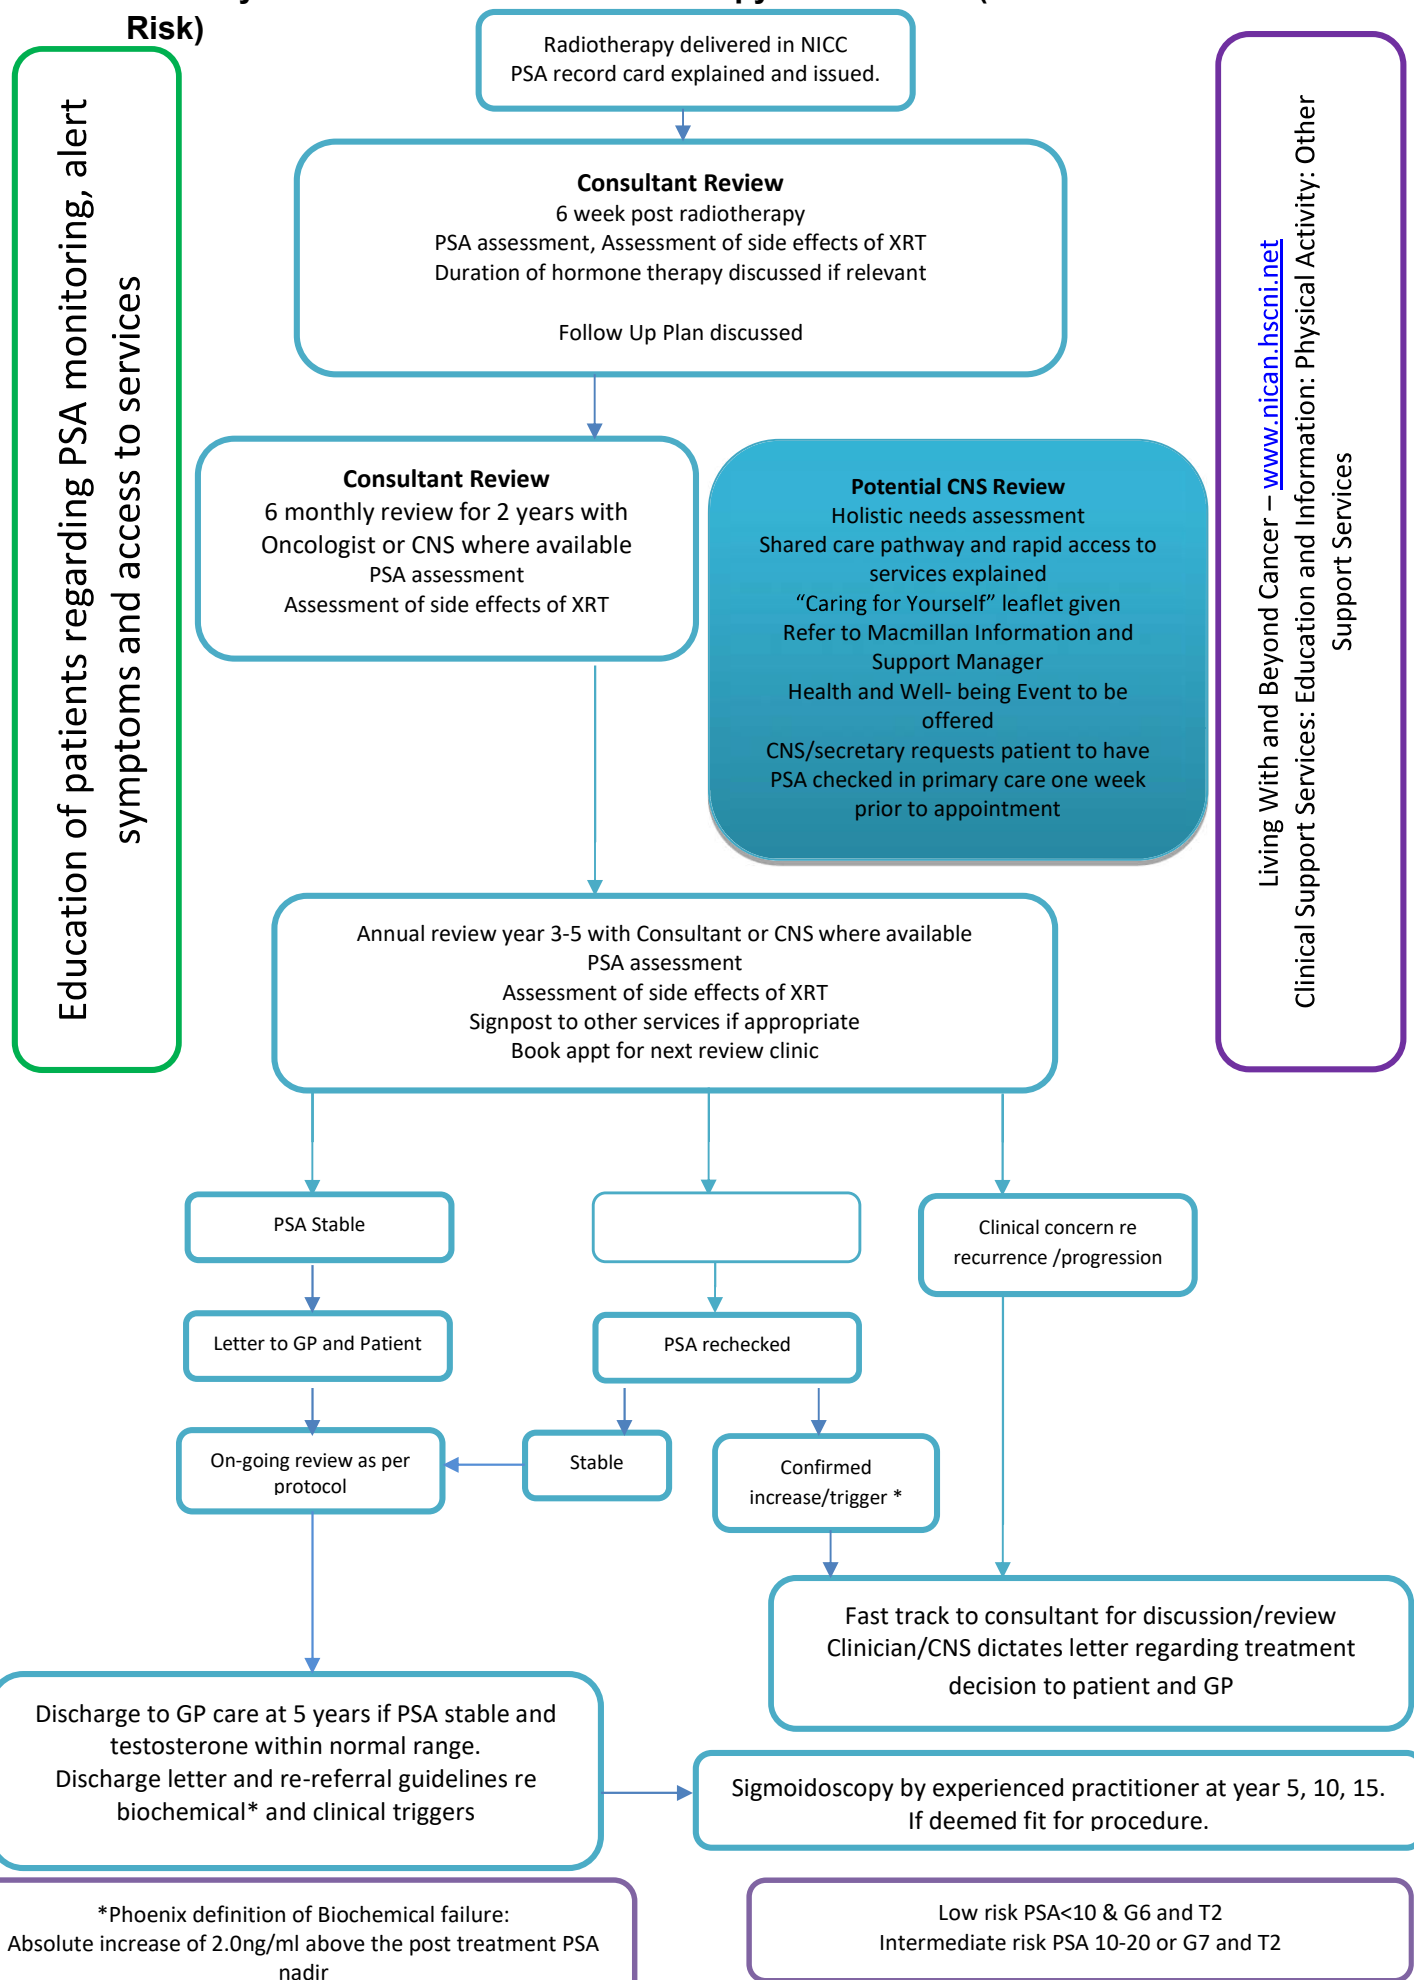 Risk)
Radiotherapy delivered in NICC
PSA record card explained and issued.
Education of patients regarding PSA monitoring, alert
symptoms and access to services
Living With and Beyond Cancer – www.nican.hscni.net
Clinical Support Services: Education and Information: Physical Activity: Other
Support Services
Consultant Review
6 week post radiotherapy
PSA assessment, Assessment of side effects of XRT
Duration of hormone therapy discussed if relevant
Follow Up Plan discussed
Consultant Review
6 monthly review for 2 years with
Oncologist or CNS where available
PSA assessment
Assessment of side effects of XRT
Potential CNS Review
Holistic needs assessment
Shared care pathway and rapid access to
services explained
“Caring for Yourself” leaflet given
Refer to Macmillan Information and
Support Manager
Health and Well- being Event to be
offered
CNS/secretary requests patient to have
PSA checked in primary care one week
prior to appointment
Annual review year 3-5 with Consultant or CNS where available
PSA assessment
Assessment of side effects of XRT
Signpost to other services if appropriate
Book appt for next review clinic
PSA Stable
Clinical concern re
recurrence /progression
Letter to GP and Patient
PSA rechecked
On-going review as per
protocol
Stable
Confirmed
increase/trigger *
Fast track to consultant for discussion/review
Clinician/CNS dictates letter regarding treatment
decision to patient and GP
Discharge to GP care at 5 years if PSA stable and
testosterone within normal range.
Discharge letter and re-referral guidelines re
biochemical* and clinical triggers
Sigmoidoscopy by experienced practitioner at year 5, 10, 15.
If deemed fit for procedure.
*Phoenix definition of Biochemical failure:
Absolute increase of 2.0ng/ml above the post treatment PSA
nadir
Low risk PSA<10 & G6 and T2
Intermediate risk PSA 10-20 or G7 and T2